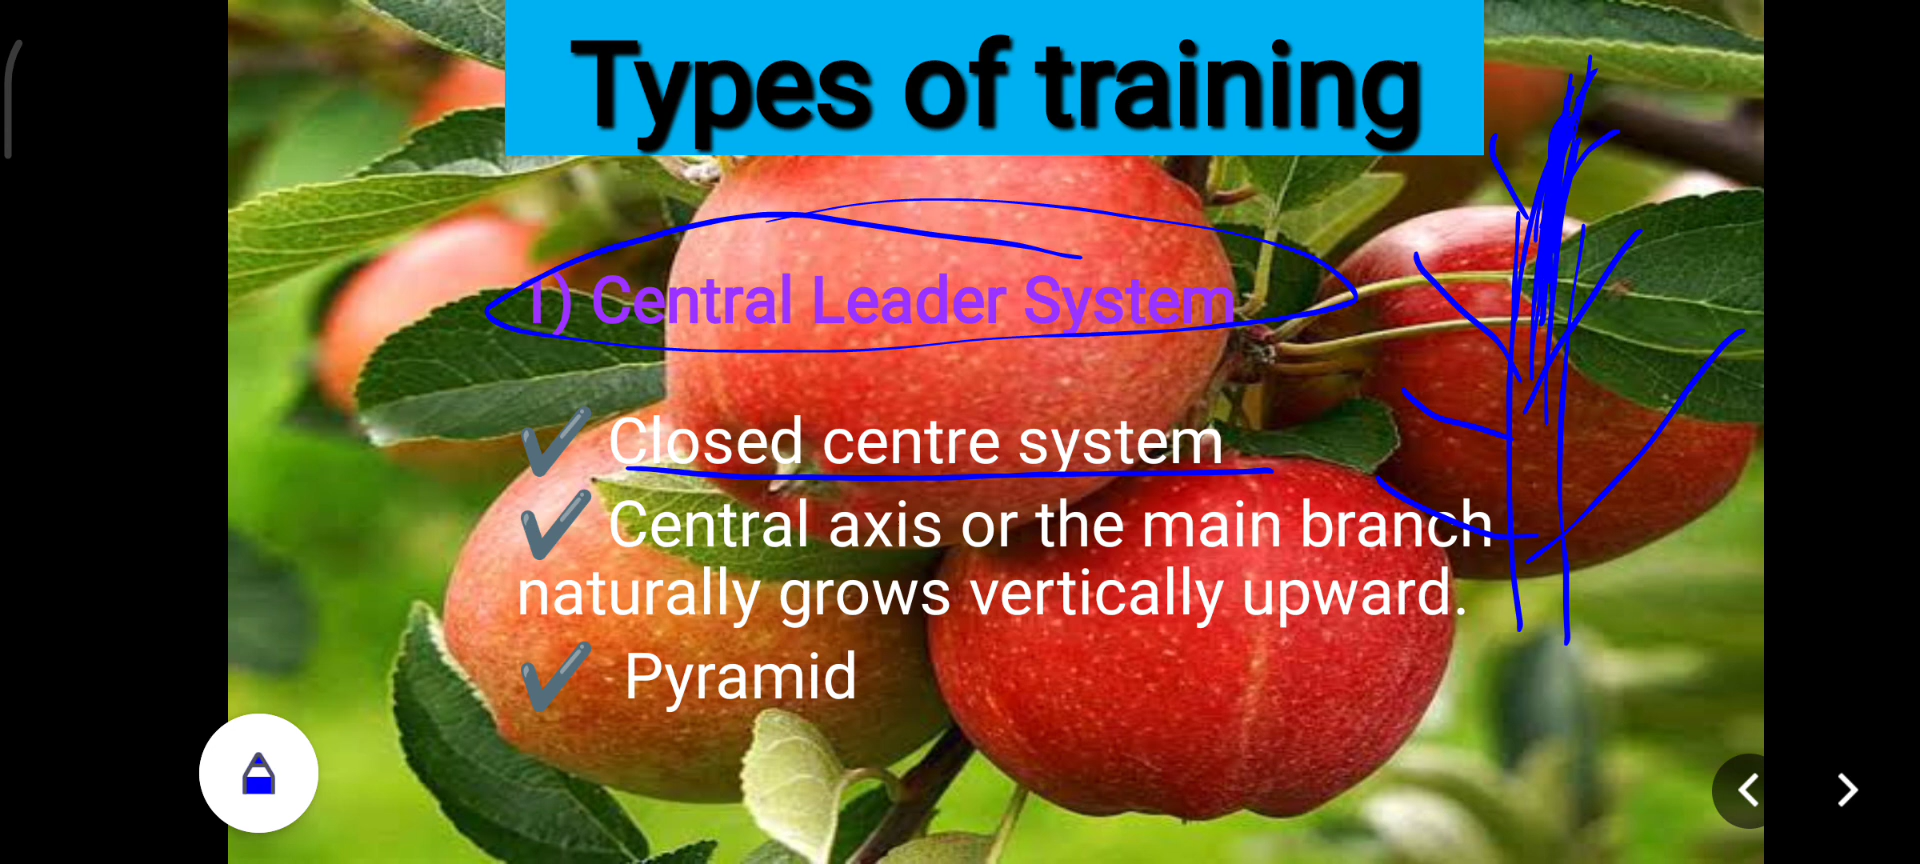 Types of training
1) Central Leader System
✔ Closed centre system
✔ Central axis or the main branch
naturally grows vertically upward.
✔ Pyramid